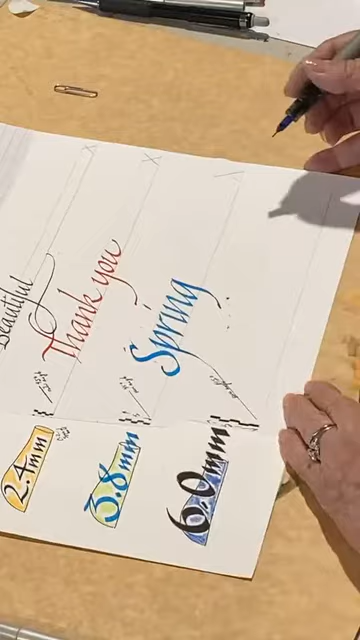 Beautiful
2.4mm
Thank you
3.8mm
Spring
6.0mm